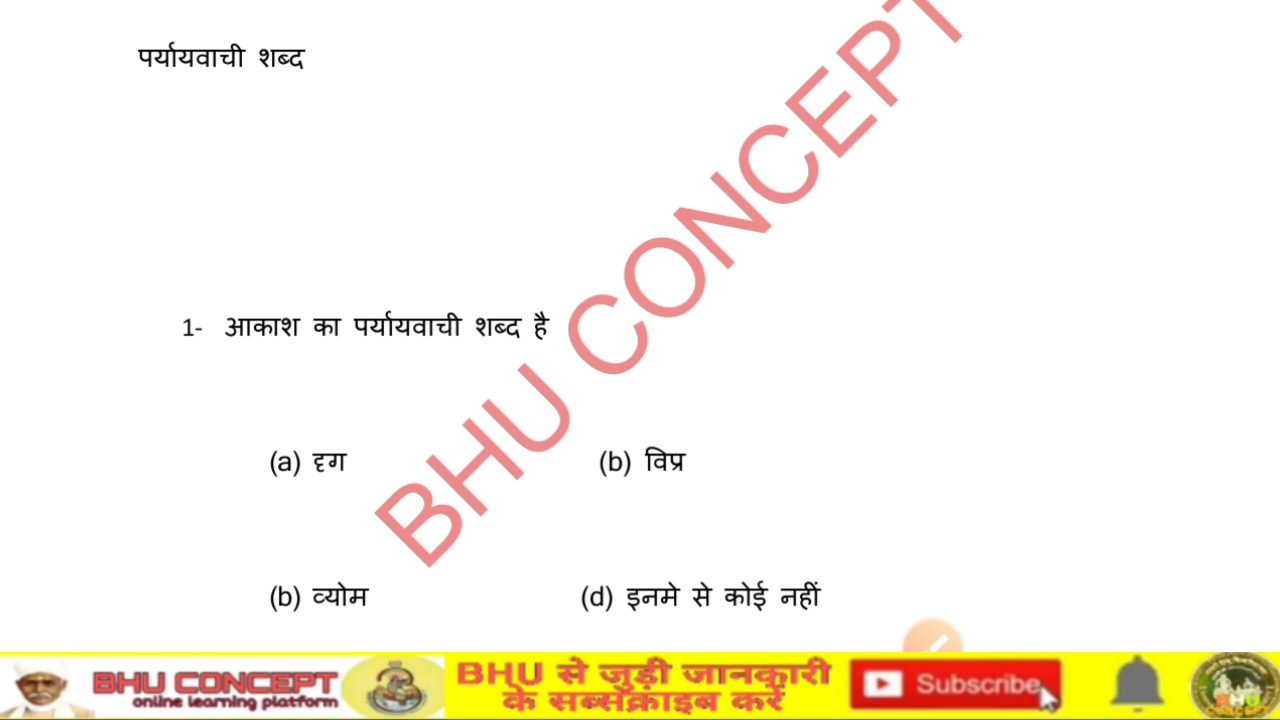 पर्यायवाची शब्द
BHU CONCEPT
1- आकाश का पर्यायवाची शब्द है
(a) दृग (b) विप्र
(b) व्योम (d) इनमे से कोई नहीं
BHU CONCEPT
online learning platform
BHU से जुड़ी जानकारी
के सब्सक्राइब करें
Subscribe